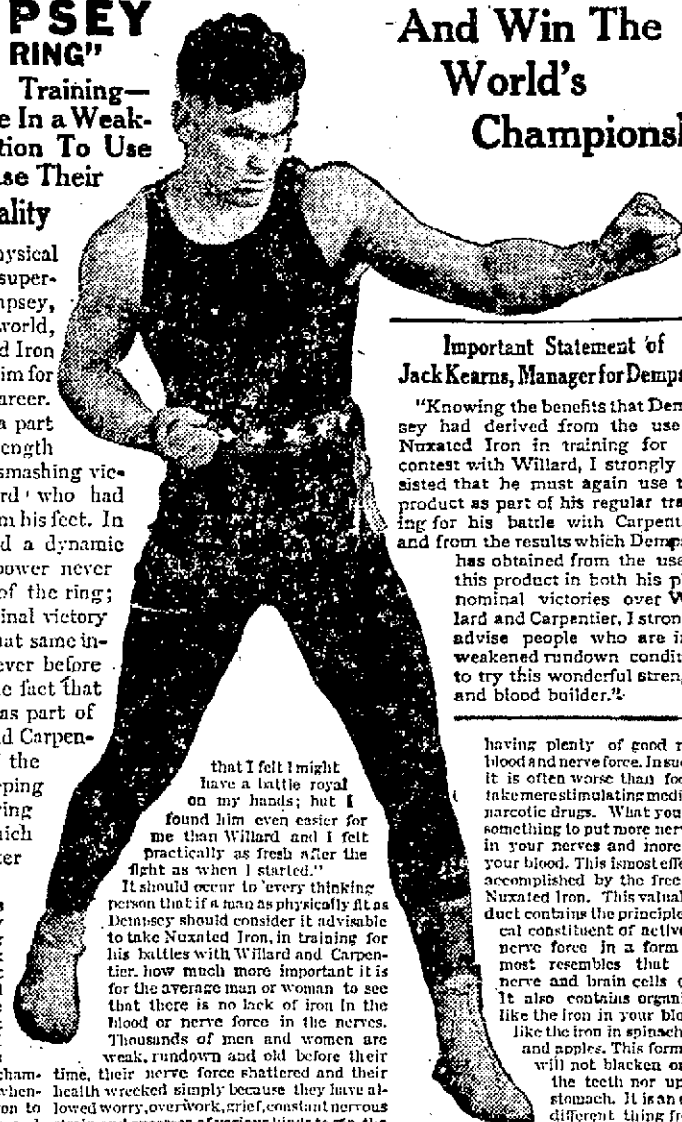 PSEY
RING"
Training—
e In a Weak-
tion To Use
ase Their
ality
ysical
super-
mpsey,
world,
d Iron
im for
areer.
a part
ength
smashing vic-
rd who had
m his feet. In
d a dynamic
power never
of the ring;
inal victory
at same in-
ever before
e fact that
as part of
d Carpen-
the
ping
ing
hich
ter
cham-
when-
on to
And Win The
World's
Champions
Important Statement of
Jack Kearns, Manager for Demps
"Knowing the benefits that Dem
sey had derived from the use
Nuxated Iron in training for
contest with Willard, I strongly
sisted that he must again use t
product as part of his regular tra
ing for his battle with Carpent
and from the results which Demps
has obtained from the use
this product in both his p
nominal victories over W
lard and Carpentier, I stron
advise people who are i
weakened rundown condit
to try this wonderful streng
and blood builder."
that I felt I might
have a battle royal
on my hands; but I
found him even easier for
me than Willard and I felt
practically as fresh after the
fight as when I started."
It should occur to every thinking
person that if a man as physically fit as
Dempsey should consider it advisable
to take Nuxated Iron, in training for
his battles with Willard and Carpen-
tier, how much more important it is
for the average man or woman to see
that there is no lack of iron in the
blood or nerve force in the nerves.
Thousands of men and women are
weak, rundown and old before their
time, their nerve force shattered and their
health wrecked simply because they have al-
lowed worry, overwork, grief, constant nervous
having plenty of good r
blood and nerve force. In suc
it is often worse than foo
take mere stimulating medi
narcotic drugs. What you
something to put more ner
in your nerves and more
your blood. This is most eff
accomplished by the free
Nuxated Iron. This valual
duct contains the principle
cal constituent of active
nerve force in a form
most resembles that
nerve and brain cells
It also contains organi
like the iron in your blo
like the iron in spinach
and apples. This form
will not blacken or
the teeth nor up
stomach. It is an
different thing fr